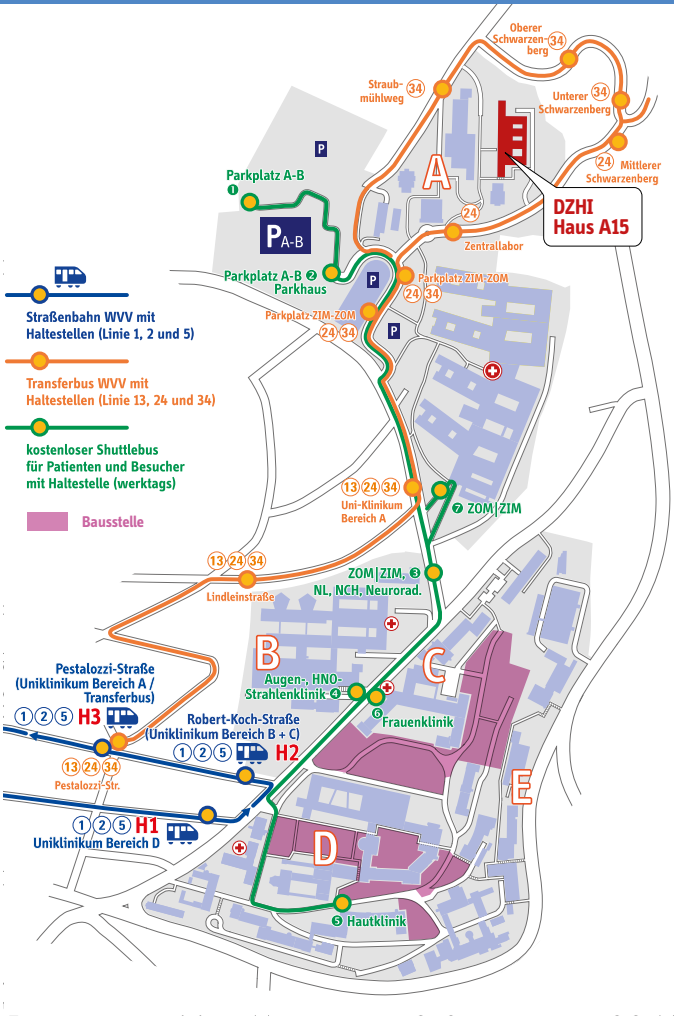 Oberer
Schwarzen-
berg
34
Straub-
mühlweg
34
Unterer
Schwarzenberg
34
24
Mittlerer
Schwarzenberg
A
DZHI
Haus A15
P
Parkplatz A-B
1
24
Zentrallabor
PA-B
Parkplatz A-B 2
Parkhaus
P
Parkplatz ZIM-ZOM
24 34
Parkplatz-ZIM-ZOM
24 34
P
Straßenbahn WVV mit
Haltestellen (Linie 1, 2 und 5)
Transferbus WVV mit
Haltestellen (Linie 13, 24 und 34)
kostenloser Shuttlebus
für Patienten und Besucher
mit Haltestelle (werktags)
Baustelle
13 24 34
Uni-Klinikum
Bereich A
7 ZOM|ZIM
13 24 34
Lindleinstraße
ZOM|ZIM, 3
NL, NCH, Neurorad.
B
C
Augen-, HNO-
Strahlenklinik 4
6
Frauenklinik
Pestalozzi-Straße
(Uniklinikum Bereich A /
Transferbus)
1 2 5 H3
13 24 34
Pestalozzi-Str.
Robert-Koch-Straße
(Uniklinikum Bereich B + C)
1 2 5 H2
E
1 2 5 H1
Uniklinikum Bereich D
D
5 Hautklinik